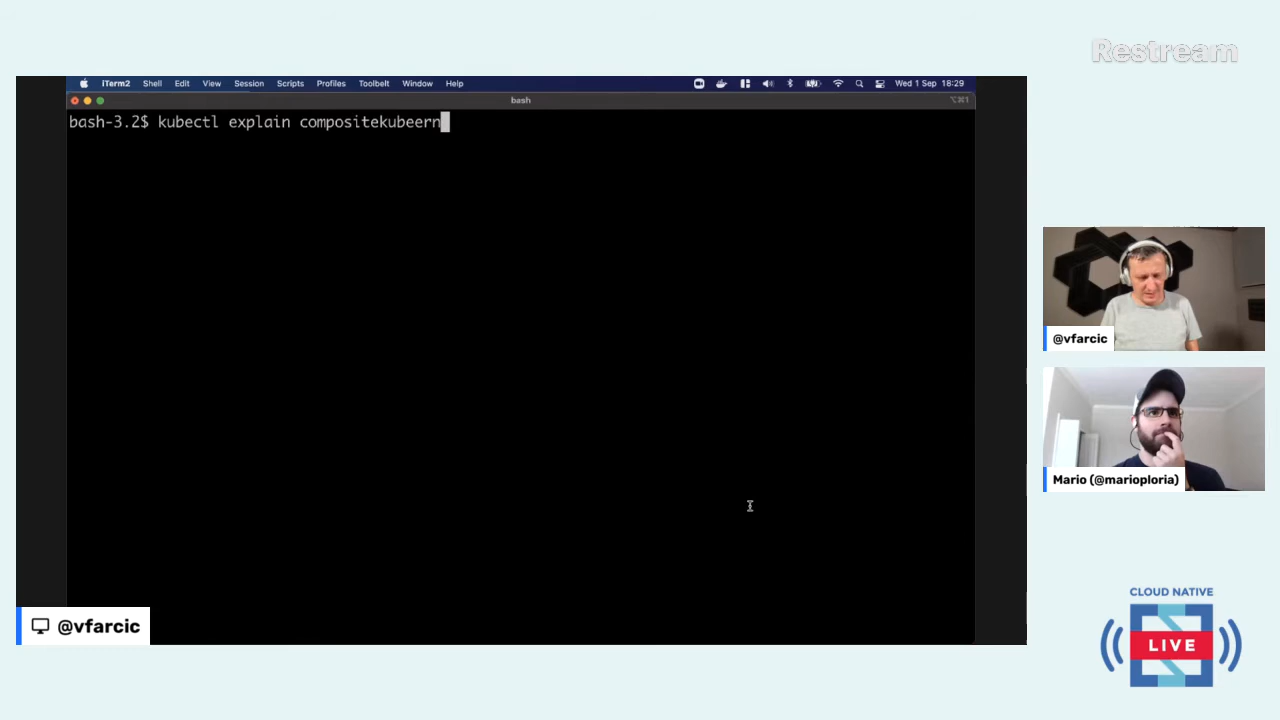 Restream
iTerm2 Shell Edit View Session Scripts Profiles Toolbelt Window Help Wed 1 Sep 18:29
bash ⌥⌘1
bash-3.2$ kubectl explain compositekubeern
@vfarcic
Mario (@marioploria)
@vfarcic
CLOUD NATIVE
LIVE